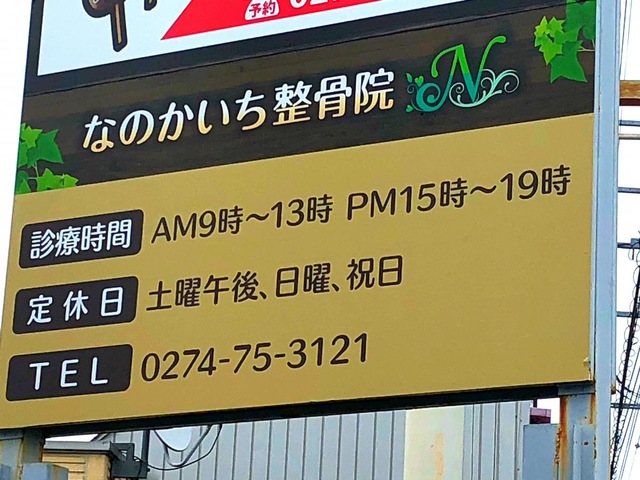 予約
なのかいち整骨院 N
診療時間 AM9時～13時 PM15時～19時
定休日 土曜午後、日曜、祝日
TEL 0274-75-3121